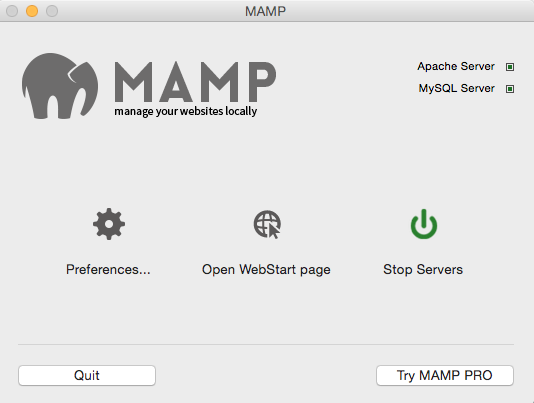 MAMP
MAMP
manage your websites locally
Apache Server
MySQL Server
Preferences...
Open WebStart page
Stop Servers
Quit
Try MAMP PRO